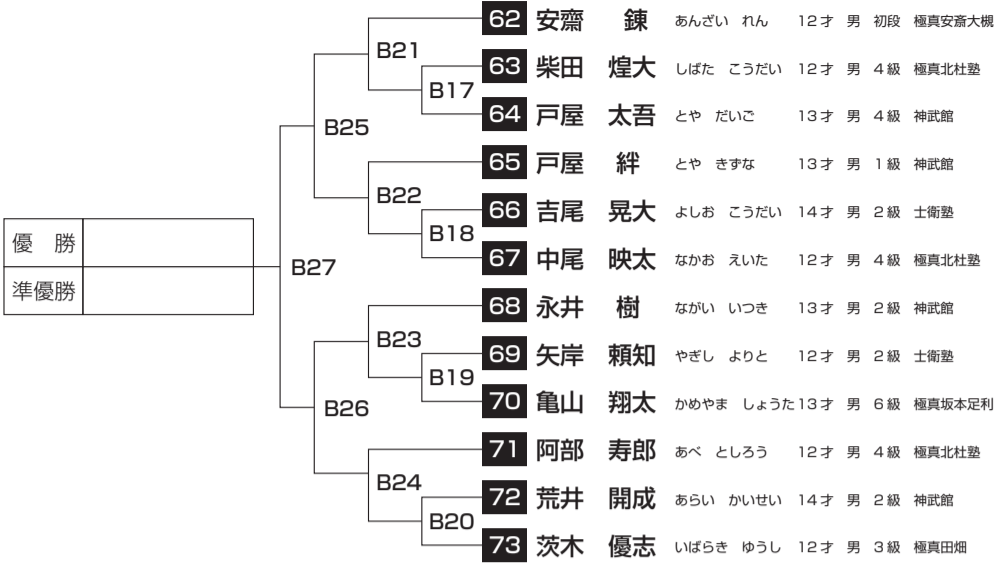 62 安齋 錬 あんざい れん 12才 男 初段 極真安斎大槻
B21
63 柴田 煌大 しばた こうだい 12才 男 4級 極真北杜塾
B17
64 戸屋 太吾 とや だいご 13才 男 4級 神武館
B25
65 戸屋 絆 とや きずな 13才 男 1級 神武館
B22
66 吉尾 晃大 よしお こうだい 14才 男 2級 士衛塾
B18
67 中尾 映太 なかお えいた 12才 男 4級 極真北杜塾
優 勝
B27
準優勝
68 永井 樹 ながい いつき 13才 男 2級 神武館
B23
69 矢岸 頼知 やぎし よりと 12才 男 2級 士衛塾
B19
70 亀山 翔太 かめやま しょうた 13才 男 6級 極真坂本足利
B26
71 阿部 寿郎 あべ としろう 12才 男 4級 極真北杜塾
B24
72 荒井 開成 あらい かいせい 14才 男 2級 神武館
B20
73 茨木 優志 いばらき ゆうし 12才 男 3級 極真田畑